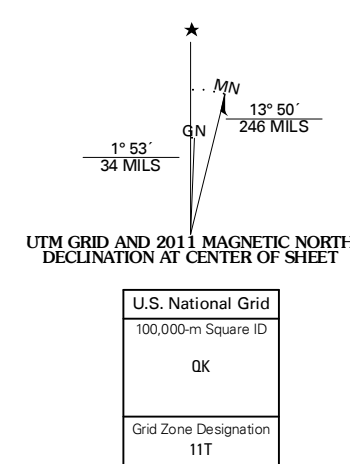 ★
MN
GN
13° 50´
246 MILS
1° 53´
34 MILS
UTM GRID AND 2011 MAGNETIC NORTH
DECLINATION AT CENTER OF SHEET
U.S. National Grid
100,000-m Square ID
QK
Grid Zone Designation
11T